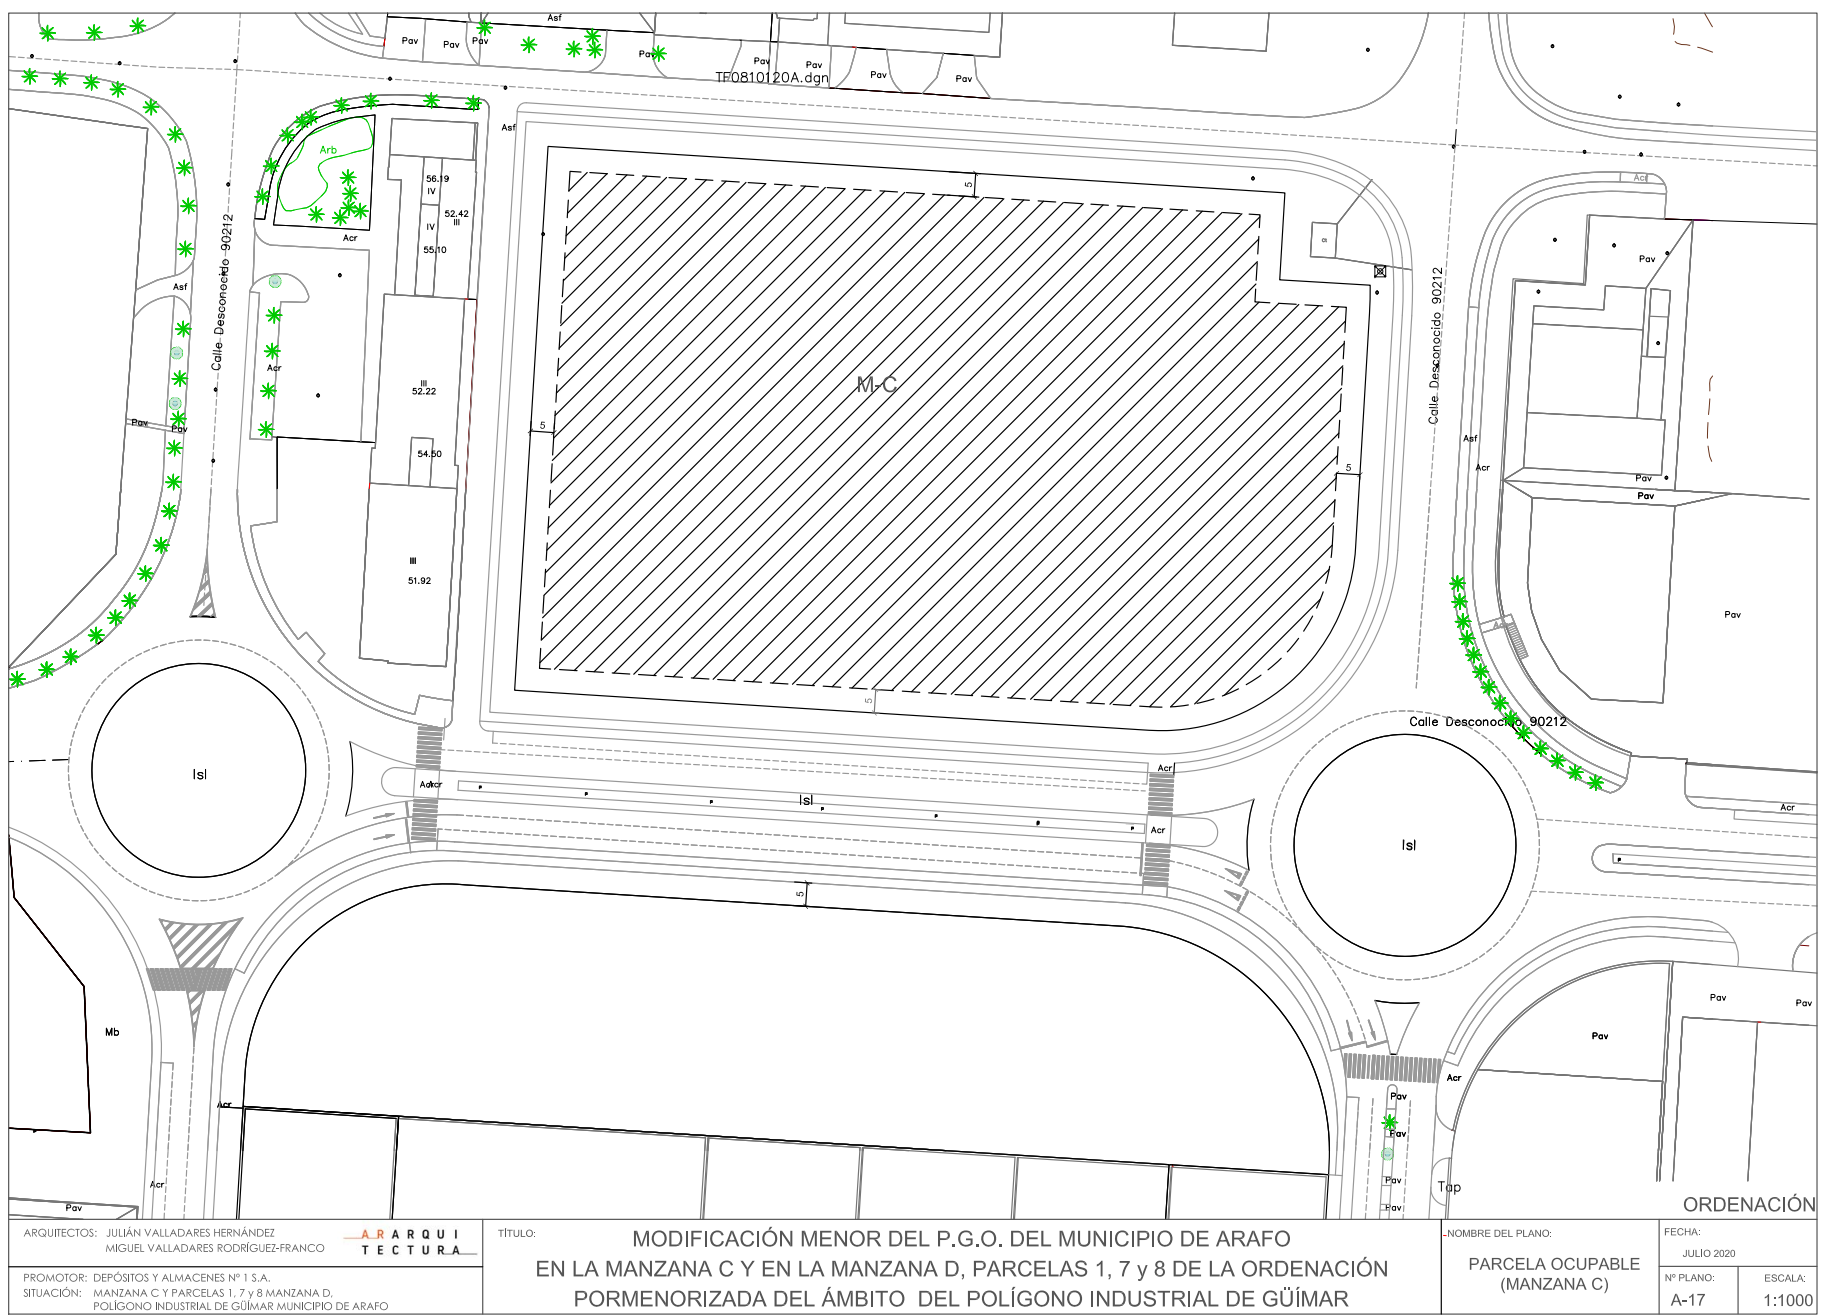 Asf
Pav
Pav
Pav
Pav
Pav
Pav
Pav
Pav
TF0810120A.dgn
Asf
Arb
56.19
IV
52.42
III
IV
55.10
Acr
5
Acr
Pav
Calle Desconocido 90212
Asf
Acr
III
52.22
M-C
Calle Desconocido 90212
Pav
Pav
5
54.50
5
Asf
Acr
Pav
Pav
III
51.92
Pav
Acr
5
Calle Desconocido 90212
Isl
Acr
Acr
Acr
Isl
Acr
Acr
Isl
5
Mb
Pav
Pav
Pav
Acr
Pav
Acr
Pav
Acr
Pav
Tap
Pav
Pav
ORDENACIÓN
ARQUITECTOS: JULIÁN VALLADARES HERNÁNDEZ
MIGUEL VALLADARES RODRÍGUEZ-FRANCO
ARARQUI
TECTURA
PROMOTOR: DEPÓSITOS Y ALMACENES Nº 1 S.A.
SITUACIÓN: MANZANA C Y PARCELAS 1, 7 y 8 MANZANA D.
POLÍGONO INDUSTRIAL DE GÜÍMAR MUNICIPIO DE ARAFO
TÍTULO:
MODIFICACIÓN MENOR DEL P.G.O. DEL MUNICIPIO DE ARAFO
EN LA MANZANA C Y EN LA MANZANA D, PARCELAS 1, 7 y 8 DE LA ORDENACIÓN
PORMENORIZADA DEL ÁMBITO DEL POLÍGONO INDUSTRIAL DE GÜÍMAR
NOMBRE DEL PLANO:
PARCELA OCUPABLE
(MANZANA C)
FECHA:
JULIO 2020
Nº PLANO:
A-17
ESCALA:
1:1000